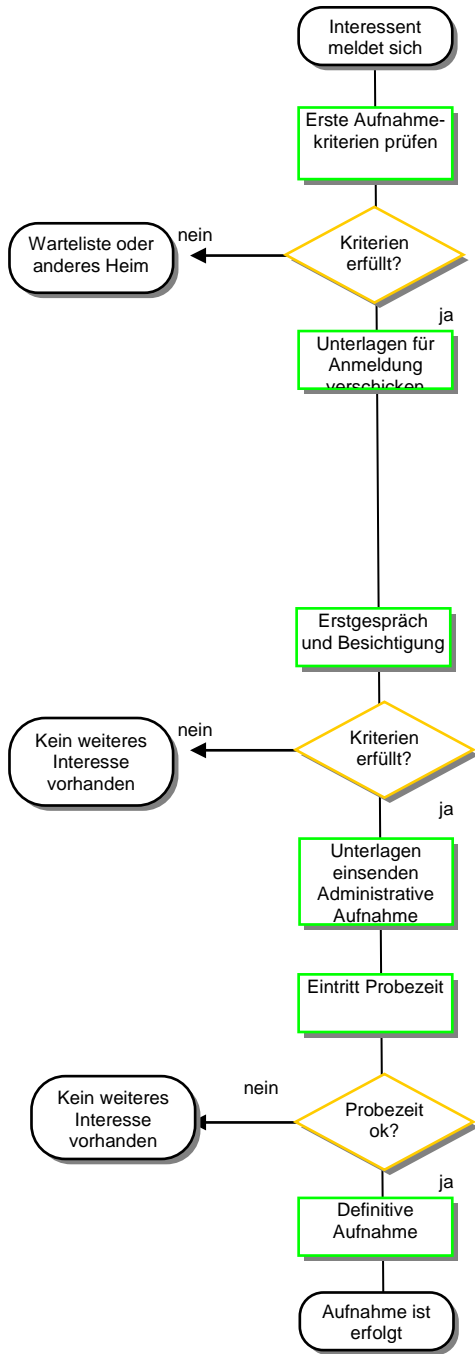 Interessent
meldet sich
Erste Aufnahme-
kriterien prüfen
nein
Warteliste oder
anderes Heim
Kriterien
erfüllt?
ja
Unterlagen für
Anmeldung
verschicken
Erstgespräch
und Besichtigung
nein
Kein weiteres
Interesse
vorhanden
Kriterien
erfüllt?
ja
Unterlagen
einsenden
Administrative
Aufnahme
Eintritt Probezeit
nein
Kein weiteres
Interesse
vorhanden
Probezeit
ok?
ja
Definitive
Aufnahme
Aufnahme ist
erfolgt